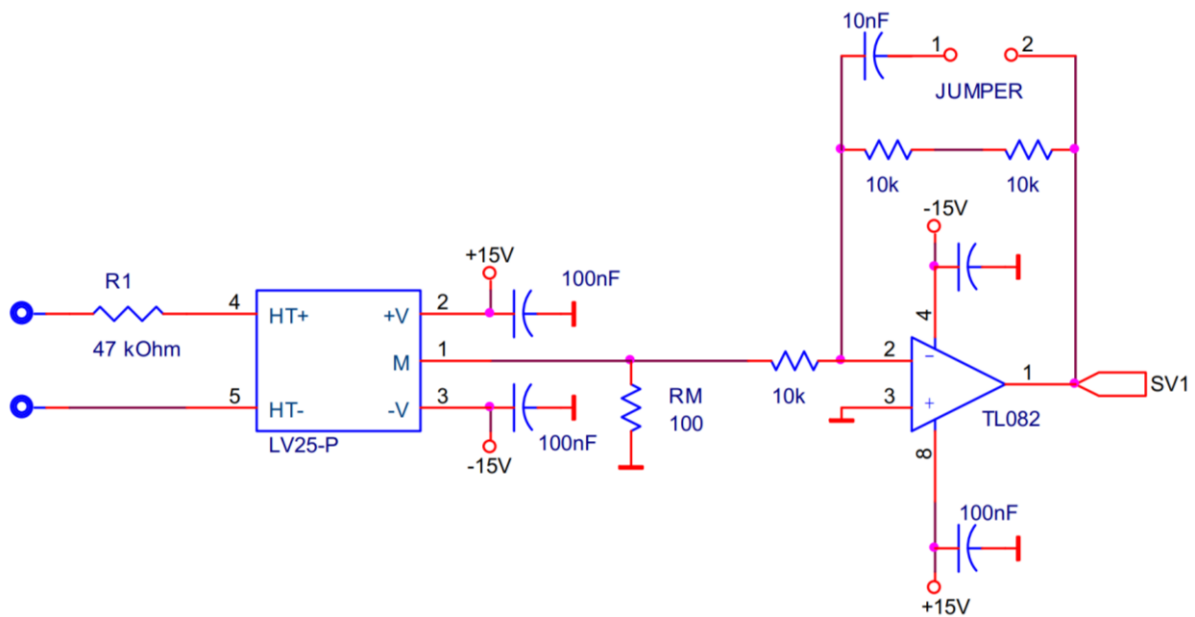 10nF
1
2
JUMPER
10k
10k
-15V
+15V
100nF
R1
4
HT+
+V
2
47 kOhm
4
M
1
2
−
1
SV1
5
HT-
-V
3
RM
100
10k
3
+
TL082
LV25-P
-15V
100nF
8
100nF
+15V